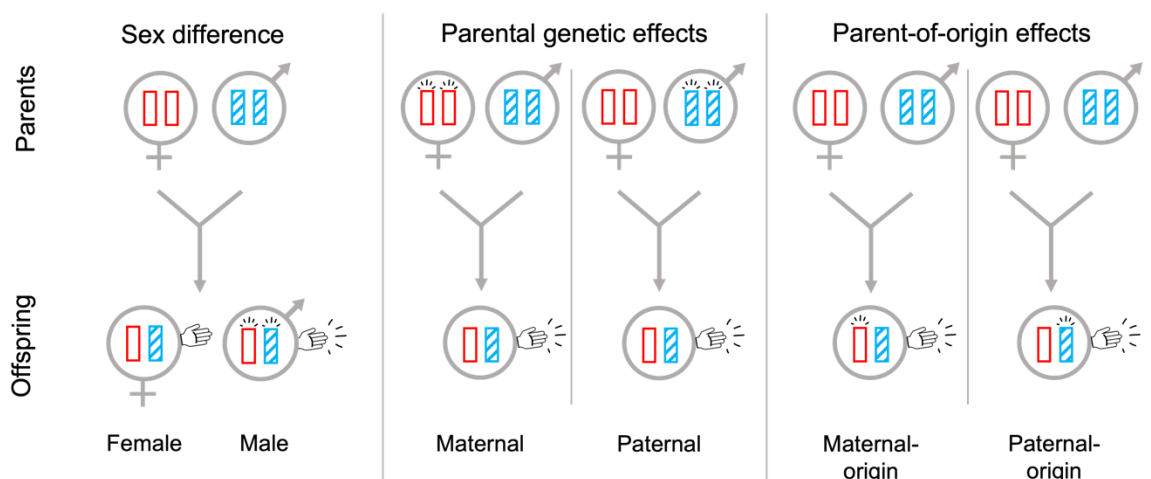 Sex difference
Parental genetic effects
Parent-of-origin effects
Parents
Offspring
Female
Male
Maternal
Paternal
Maternal-
origin
Paternal-
origin